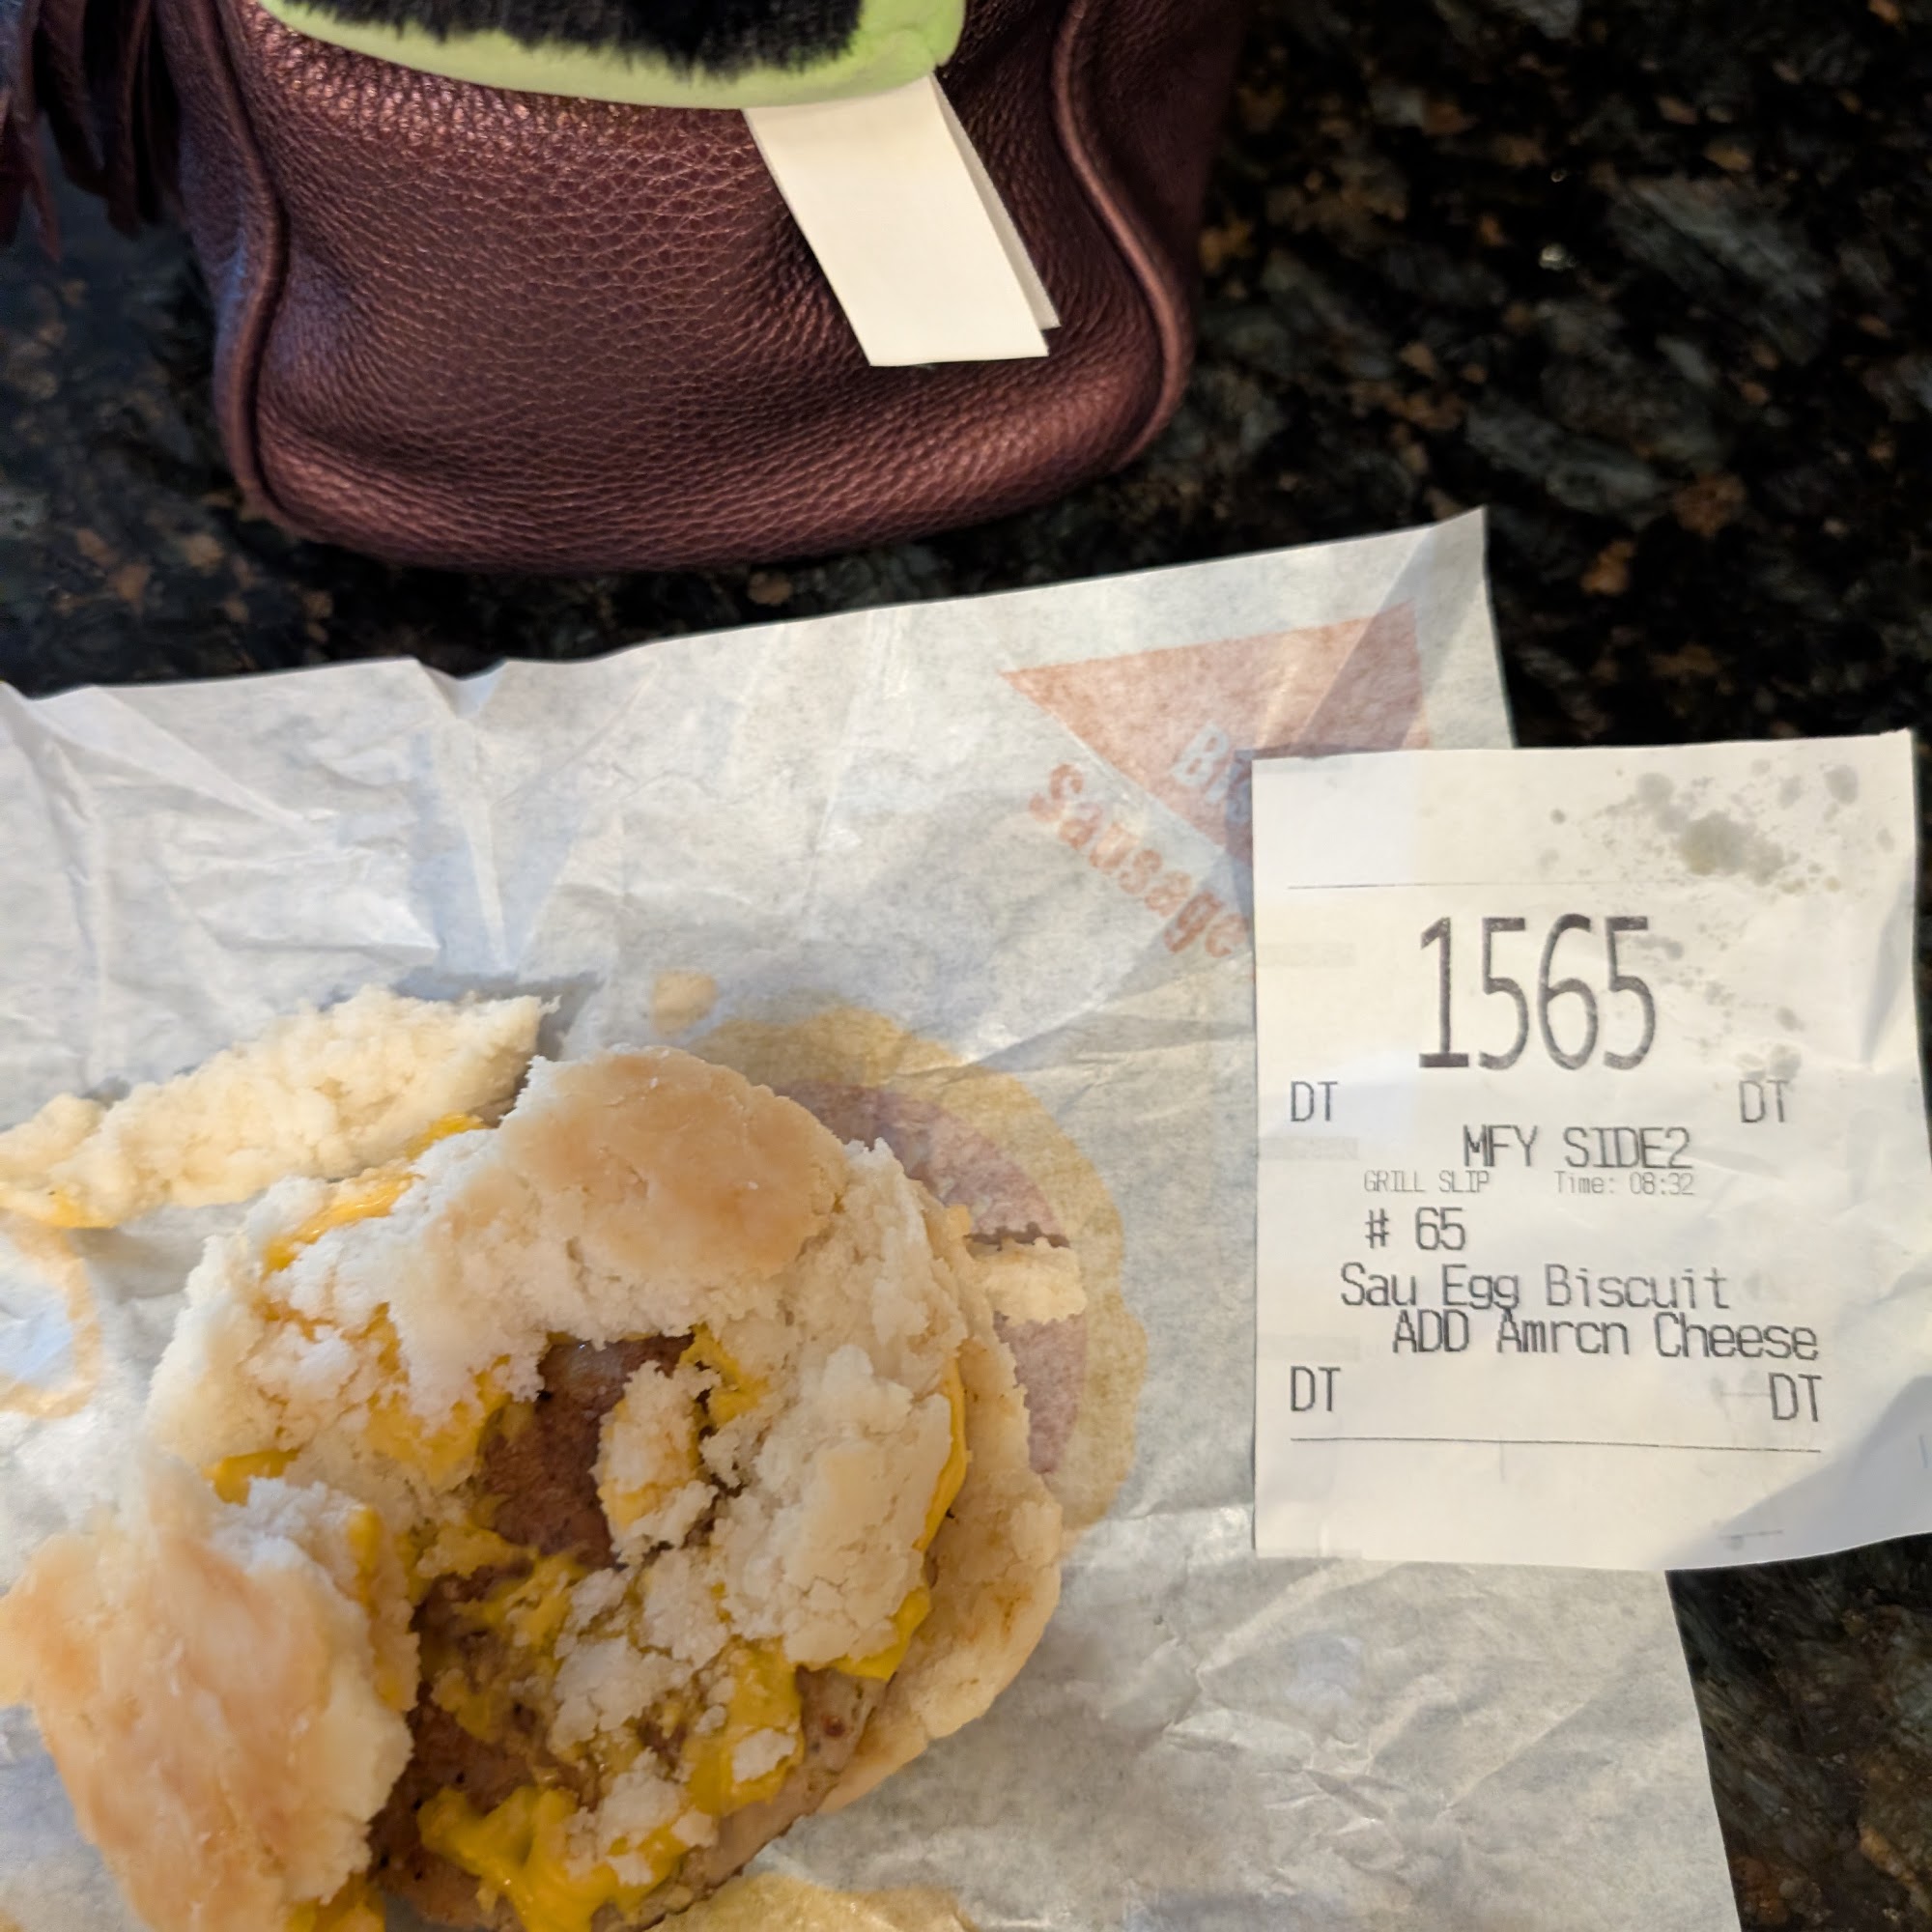 Sausage
1565
DT DT
MFY SIDE2
GRILL SLIP Time: 08:32
# 65
Sau Egg Biscuit
ADD Amrcn Cheese
DT DT